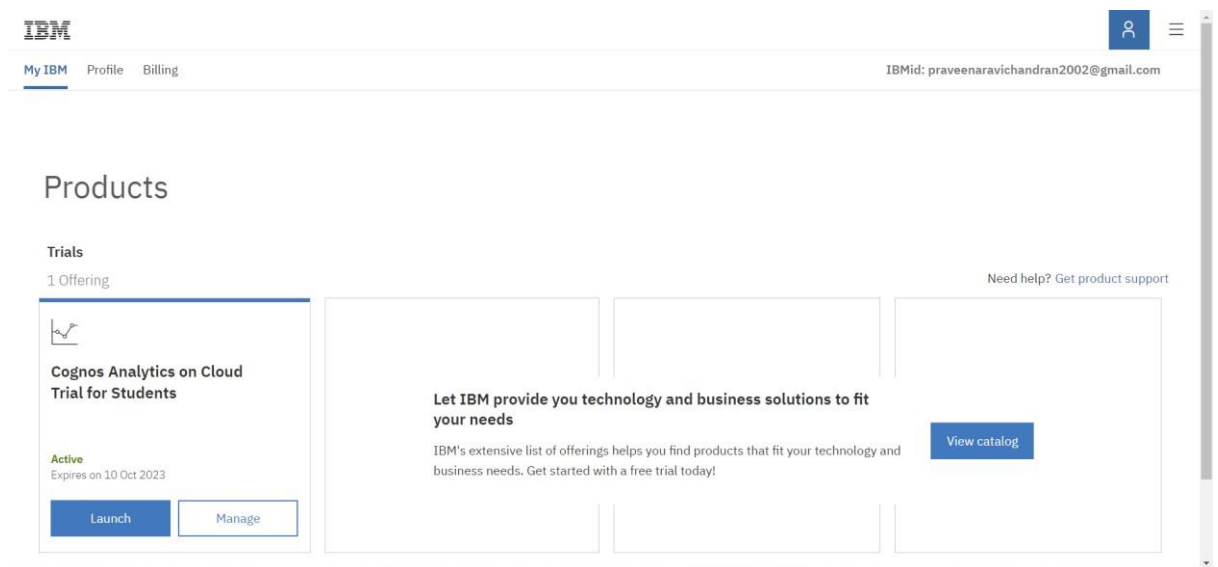 IBM
My IBM Profile Billing
IBMid: praveenaravichandran2002@gmail.com
Products
Trials
1 Offering
Need help? Get product support
Cognos Analytics on Cloud
Trial for Students
Active
Expires on 10 Oct 2023
Launch Manage
Let IBM provide you technology and business solutions to fit
your needs
IBM's extensive list of offerings helps you find products that fit your technology and
business needs. Get started with a free trial today!
View catalog